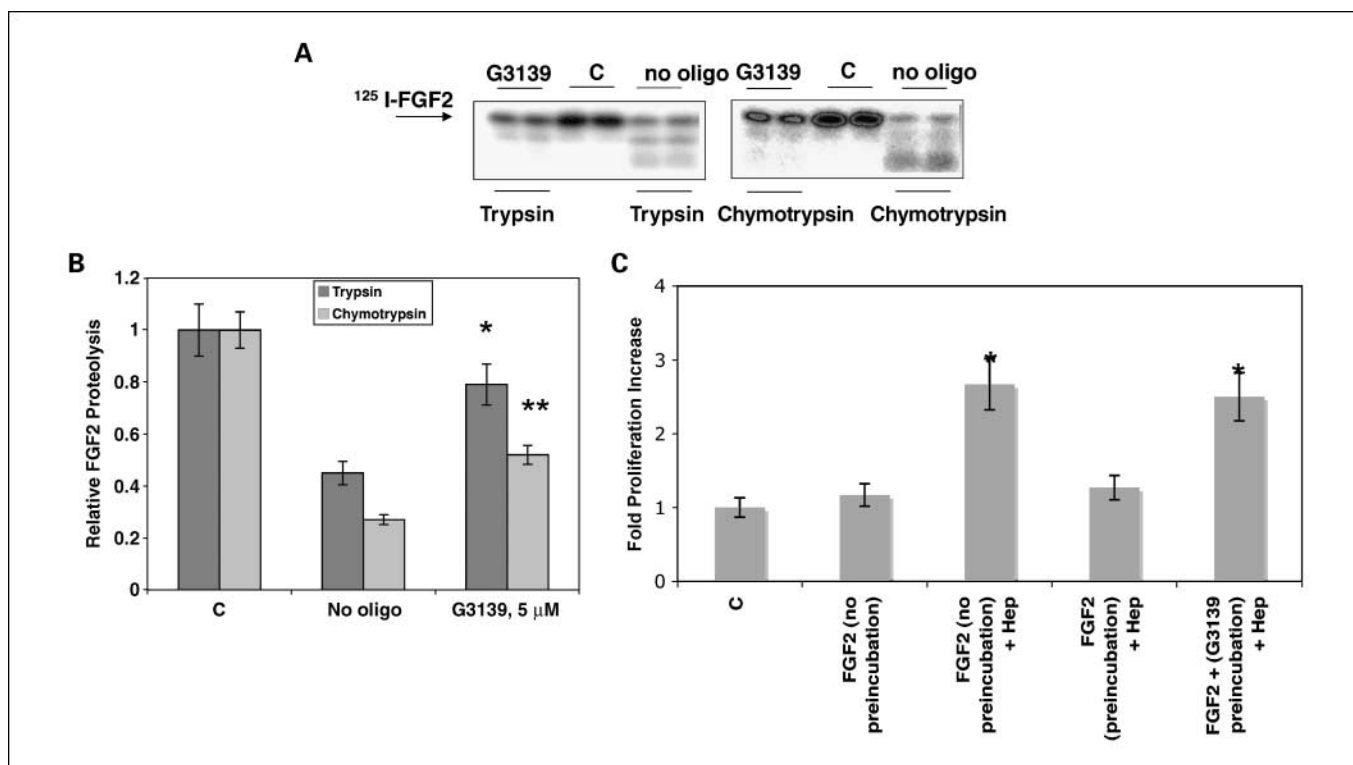 A
G3139 C no oligo G3139 C no oligo
125 I-FGF2
Trypsin Trypsin Chymotrypsin Chymotrypsin
B
Relative FGF2 Proteolysis
1.2
1
0.8
0.6
0.4
0.2
0
Trypsin
Chymotrypsin
*
**
C
No oligo
G3139, 5 μM
C
Fold Proliferation Increase
4
3
2
1
0
*
*
C
FGF2 (no
preincubation)
FGF2 (no
preincubation)
+ Hep
FGF2
(preincubation)
+ Hep
FGF2 + (G3139
preincubation)
+ Hep